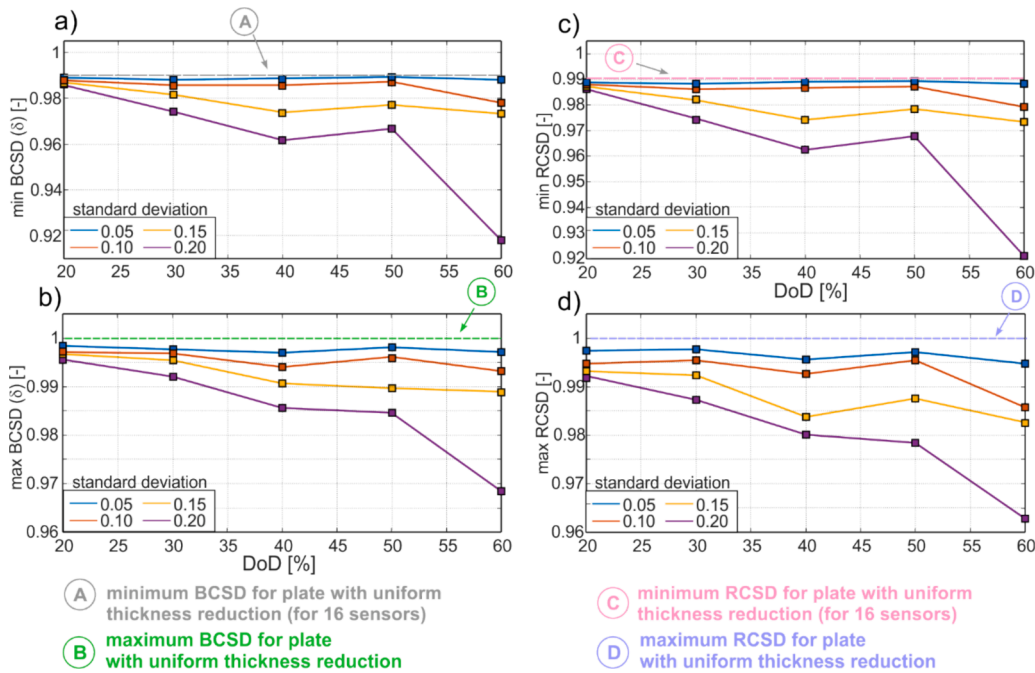 a)
A
1
0.98
0.96
0.94
0.92
min BCSD (δ) [-]
standard deviation
0.05 0.15
0.10 0.20
20 25 30 35 40 45 50 55 60
c)
C
1
0.99
0.98
0.97
0.96
0.95
0.94
0.93
0.92
min RCSD [-]
standard deviation
0.05 0.15
0.10 0.20
20 25 30 35 40 45 50 55 60
DoD [%]
b)
B
1
0.99
0.98
0.97
0.96
max BCSD (δ) [-]
standard deviation
0.05 0.15
0.10 0.20
20 25 30 35 40 45 50 55 60
DoD [%]
d)
D
1
0.99
0.98
0.97
0.96
max RCSD [-]
standard deviation
0.05 0.15
0.10 0.20
20 25 30 35 40 45 50 55 60
A minimum BCSD for plate with uniform
thickness reduction (for 16 sensors)
B maximum BCSD for plate
with uniform thickness reduction
C minimum RCSD for plate with uniform
thickness reduction (for 16 sensors)
D maximum RCSD for plate
with uniform thickness reduction